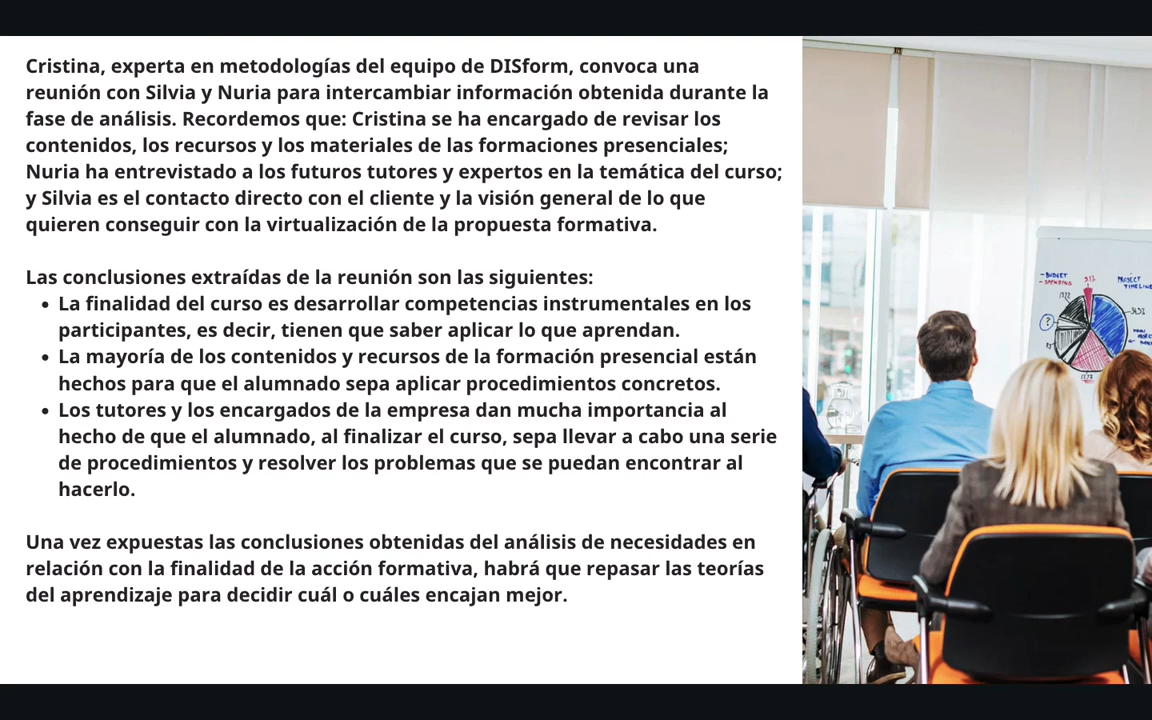 Cristina, experta en metodologías del equipo de DISform, convoca una
reunión con Silvia y Nuria para intercambiar información obtenida durante la
fase de análisis. Recordemos que: Cristina se ha encargado de revisar los
contenidos, los recursos y los materiales de las formaciones presenciales;
Nuria ha entrevistado a los futuros tutores y expertos en la temática del curso;
y Silvia es el contacto directo con el cliente y la visión general de lo que
quieren conseguir con la virtualización de la propuesta formativa.
Las conclusiones extraídas de la reunión son las siguientes:
• La finalidad del curso es desarrollar competencias instrumentales en los
participantes, es decir, tienen que saber aplicar lo que aprendan.
• La mayoría de los contenidos y recursos de la formación presencial están
hechos para que el alumnado sepa aplicar procedimientos concretos.
• Los tutores y los encargados de la empresa dan mucha importancia al
hecho de que el alumnado, al finalizar el curso, sepa llevar a cabo una serie
de procedimientos y resolver los problemas que se puedan encontrar al
hacerlo.
Una vez expuestas las conclusiones obtenidas del análisis de necesidades en
relación con la finalidad de la acción formativa, habrá que repasar las teorías
del aprendizaje para decidir cuál o cuáles encajan mejor.
- BUDGET
- SPENDING
PROJECT
TIMELINE